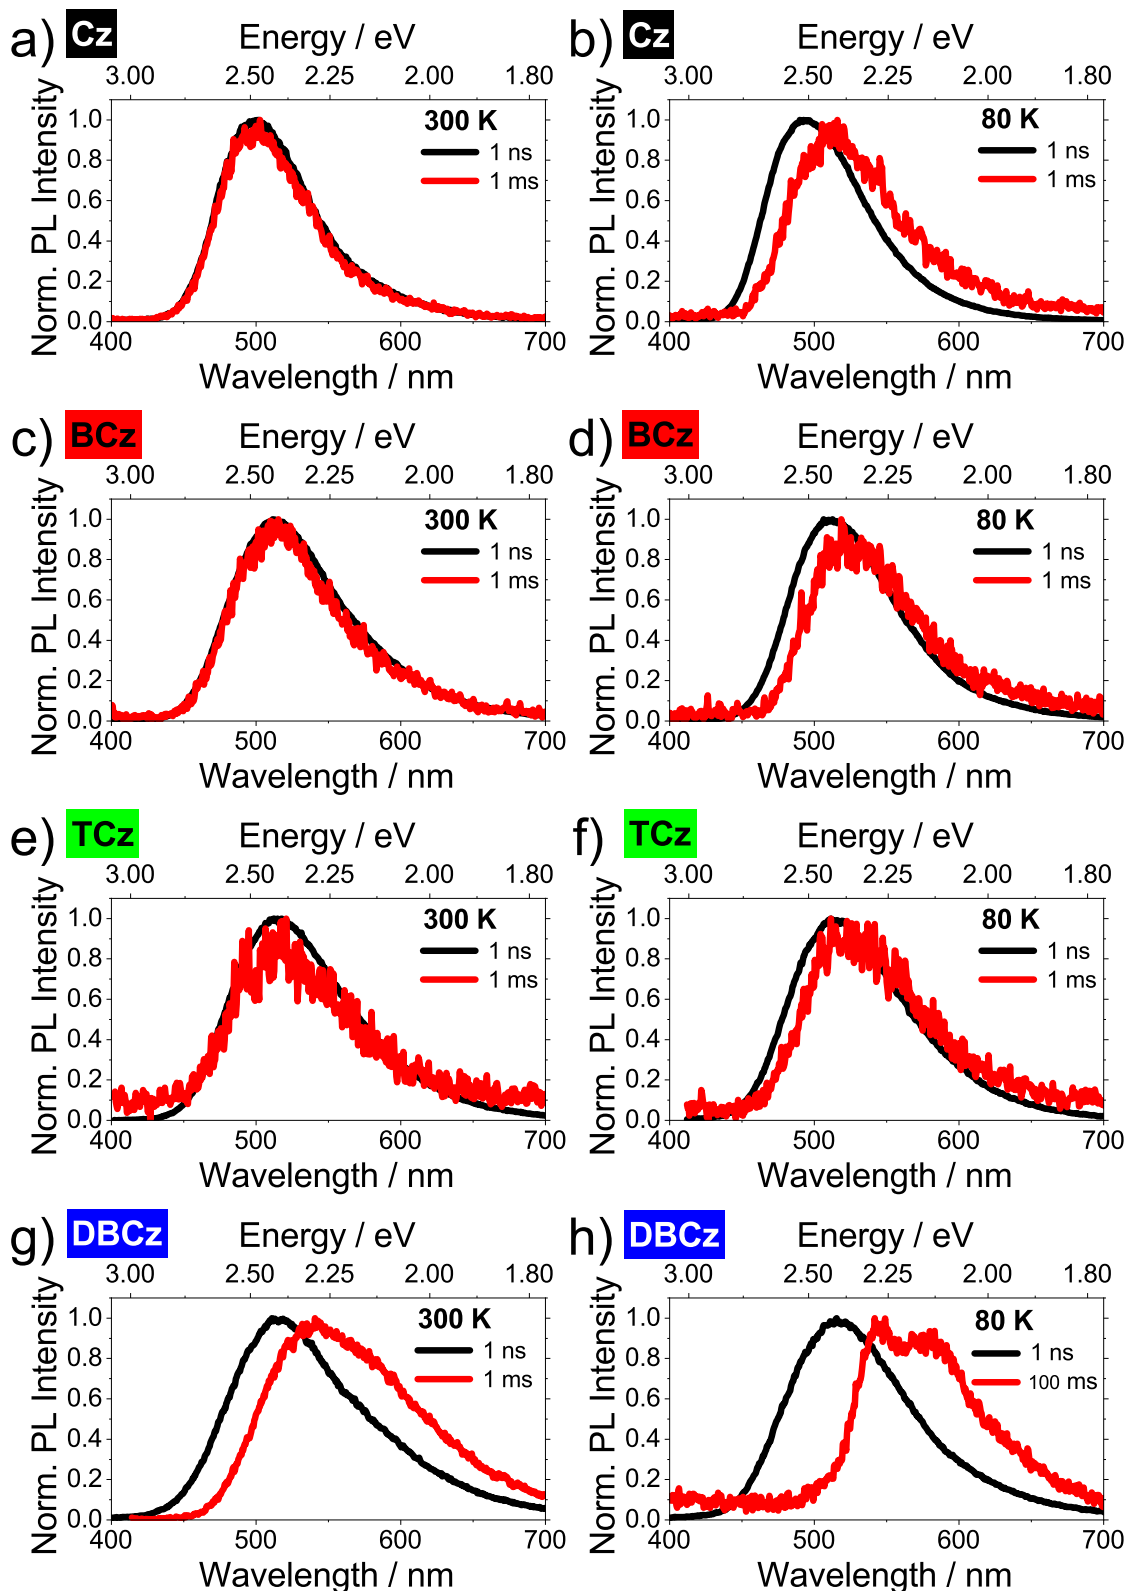 a) Cz
Energy / eV
3.00 2.50 2.25 2.00 1.80
Norm. PL Intensity
1.0
0.8
0.6
0.4
0.2
0.0
300 K
1 ns
1 ms
400 500 600 700
Wavelength / nm
b) Cz
Energy / eV
3.00 2.50 2.25 2.00 1.80
Norm. PL Intensity
1.0
0.8
0.6
0.4
0.2
0.0
80 K
1 ns
1 ms
400 500 600 700
Wavelength / nm
c) BCz
Energy / eV
3.00 2.50 2.25 2.00 1.80
Norm. PL Intensity
1.0
0.8
0.6
0.4
0.2
0.0
300 K
1 ns
1 ms
400 500 600 700
Wavelength / nm
d) BCz
Energy / eV
3.00 2.50 2.25 2.00 1.80
Norm. PL Intensity
1.0
0.8
0.6
0.4
0.2
0.0
80 K
1 ns
1 ms
400 500 600 700
Wavelength / nm
e) TCz
Energy / eV
3.00 2.50 2.25 2.00 1.80
Norm. PL Intensity
1.0
0.8
0.6
0.4
0.2
0.0
300 K
1 ns
1 ms
400 500 600 700
Wavelength / nm
f) TCz
Energy / eV
3.00 2.50 2.25 2.00 1.80
Norm. PL Intensity
1.0
0.8
0.6
0.4
0.2
0.0
80 K
1 ns
1 ms
400 500 600 700
Wavelength / nm
g) DBCz
Energy / eV
3.00 2.50 2.25 2.00 1.80
Norm. PL Intensity
1.0
0.8
0.6
0.4
0.2
0.0
300 K
1 ns
1 ms
400 500 600 700
Wavelength / nm
h) DBCz
Energy / eV
3.00 2.50 2.25 2.00 1.80
Norm. PL Intensity
1.0
0.8
0.6
0.4
0.2
0.0
80 K
1 ns
100 ms
400 500 600 700
Wavelength / nm